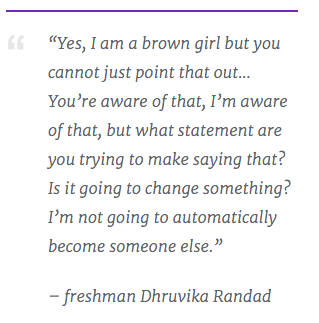 “Yes, I am a brown girl but you
cannot just point that out...
You’re aware of that, I’m aware
of that, but what statement are
you trying to make saying that?
Is it going to change something?
I’m not going to automatically
become someone else.”
– freshman Dhruvika Randad